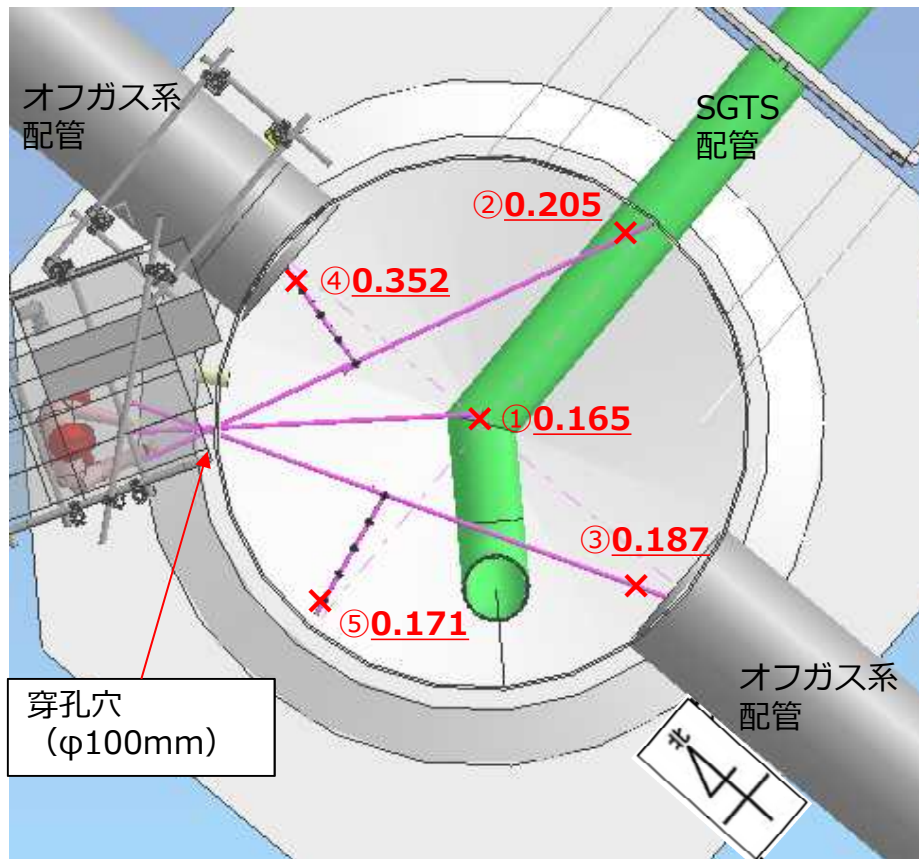 オフガス系
配管
SGTS
配管
②0.205
④0.352
①0.165
③0.187
⑤0.171
穿孔穴
（φ100mm）
オフガス系
配管
北